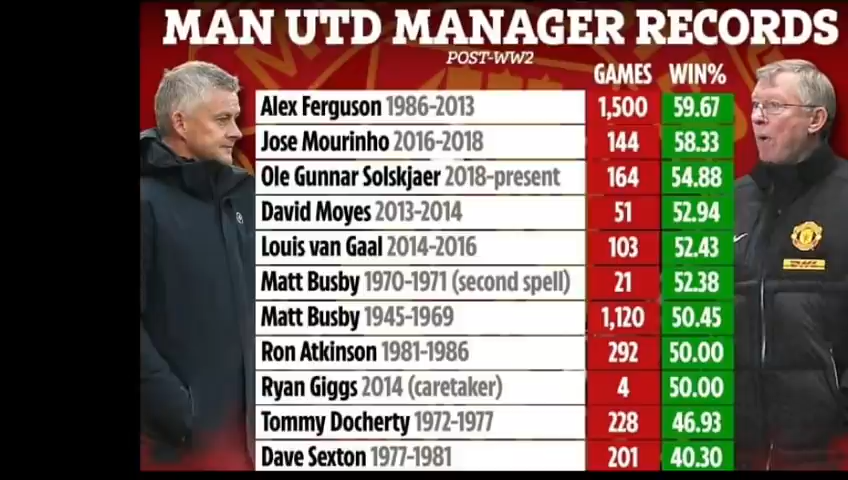 MAN UTD MANAGER RECORDS
POST-WW2
GAMES WIN%
Alex Ferguson 1986-2013 1,500 59.67
Jose Mourinho 2016-2018 144 58.33
Ole Gunnar Solskjaer 2018-present 164 54.88
David Moyes 2013-2014 51 52.94
Louis van Gaal 2014-2016 103 52.43
Matt Busby 1970-1971 (second spell) 21 52.38
Matt Busby 1945-1969 1,120 50.45
Ron Atkinson 1981-1986 292 50.00
Ryan Giggs 2014 (caretaker) 4 50.00
Tommy Docherty 1972-1977 228 46.93
Dave Sexton 1977-1981 201 40.30